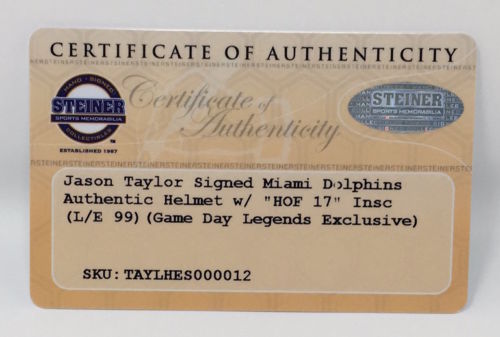 CERTIFICATE OF AUTHENTICITY
HAND · SIGNED
STEINER
SPORTS MEMORABILIA
COLLECTIBLES
ESTABLISHED 1987
Certificate of
Authenticity
STEINER
SPORTS MEMORABILIA
Jason Taylor Signed Miami Dolphins
Authentic Helmet w/ "HOF 17" Insc
(L/E 99)(Game Day Legends Exclusive)
SKU:TAYLHES000012